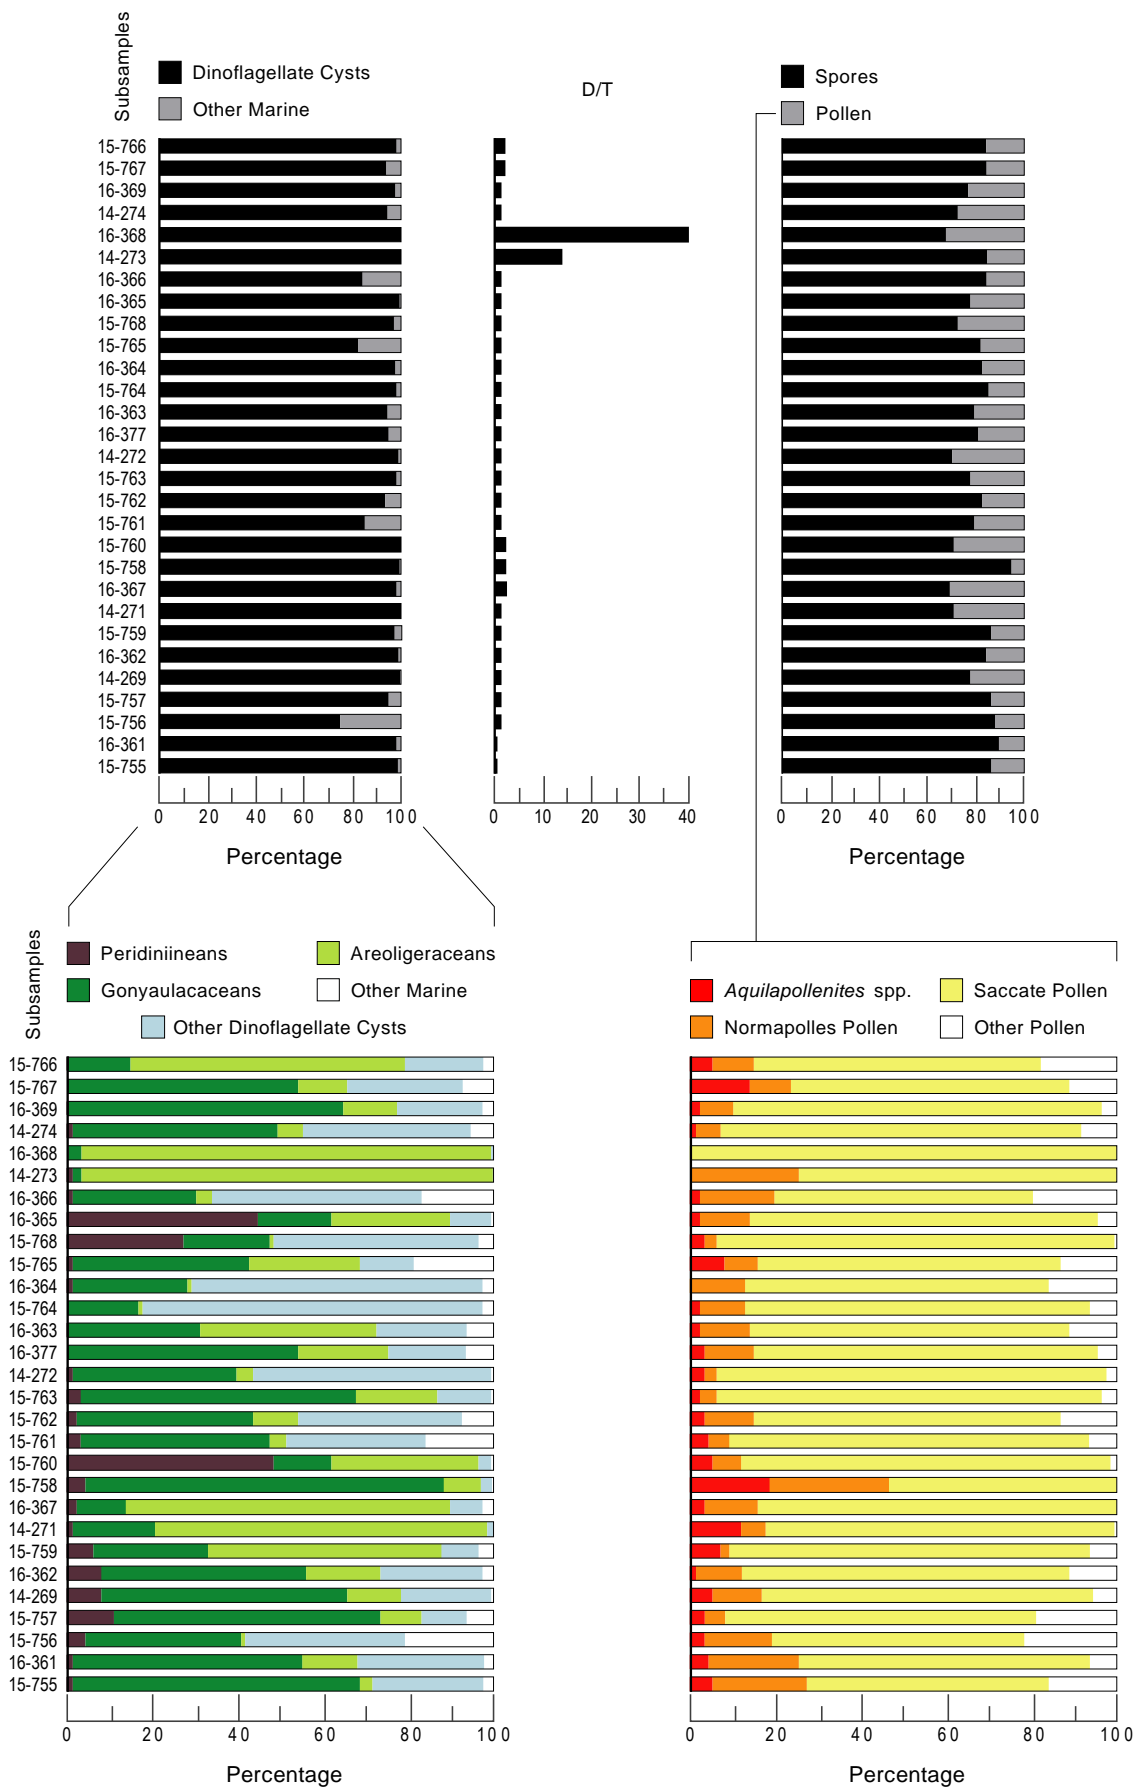 Subsamples
Dinoflagellate Cysts
Other Marine
D/T
Spores
Pollen
15-766
15-767
16-369
14-274
16-368
14-273
16-366
16-365
15-768
15-765
16-364
15-764
16-363
16-377
14-272
15-763
15-762
15-761
15-760
15-758
16-367
14-271
15-759
16-362
14-269
15-757
15-756
16-361
15-755
0 20 40 60 80 100
0 10 20 30 40
0 20 40 60 80 100
Percentage
Percentage
Subsamples
Peridiniineans
Areoligeraceans
Gonyaulacaceans
Other Marine
Other Dinoflagellate Cysts
Aquilapollenites spp.
Saccate Pollen
Normapolles Pollen
Other Pollen
15-766
15-767
16-369
14-274
16-368
14-273
16-366
16-365
15-768
15-765
16-364
15-764
16-363
16-377
14-272
15-763
15-762
15-761
15-760
15-758
16-367
14-271
15-759
16-362
14-269
15-757
15-756
16-361
15-755
0 20 40 60 80 100
0 20 40 60 80 100
Percentage
Percentage